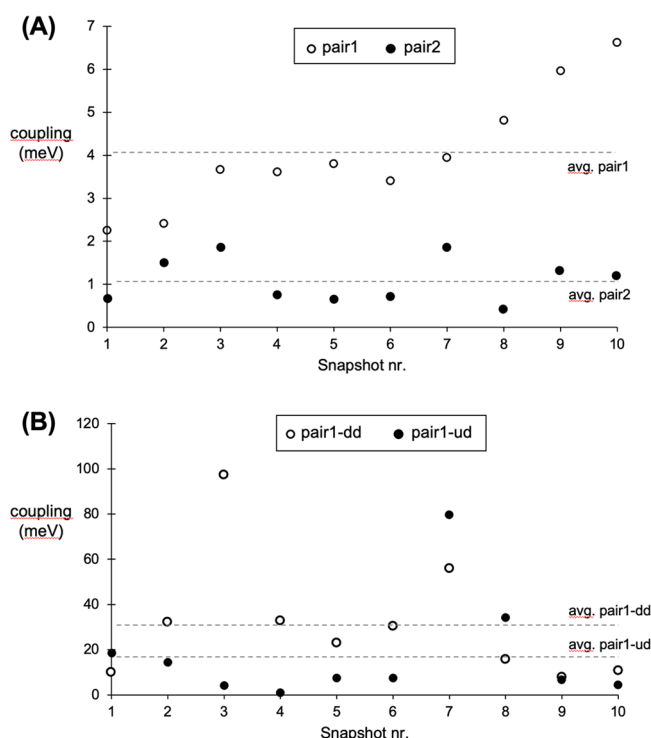 (A)
7
6
5
4
3
2
1
0
coupling
(meV)
pair1 pair2
avg. pair1
avg. pair2
1 2 3 4 5 6 7 8 9 10
Snapshot nr.
(B)
120
100
80
60
40
20
0
coupling
(meV)
pair1-dd pair1-ud
avg. pair1-dd
avg. pair1-ud
1 2 3 4 5 6 7 8 9 10
Snapshot nr.